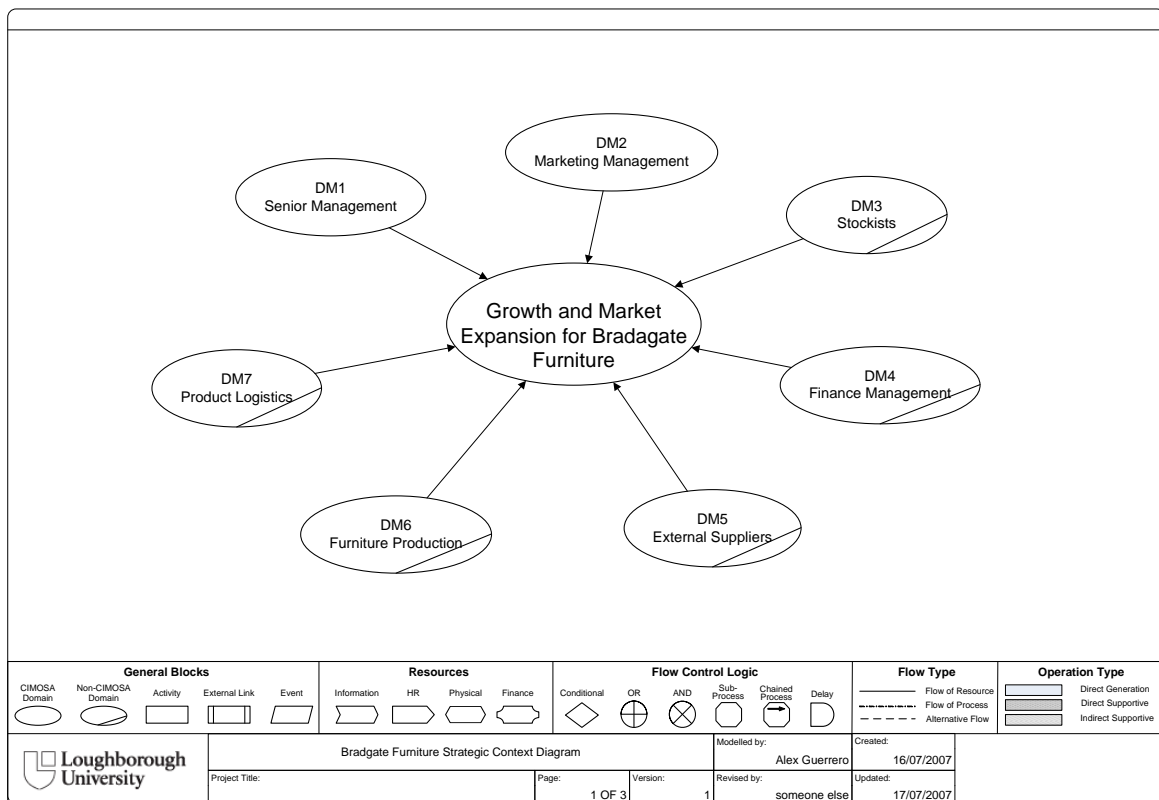 DM2
Marketing Management
DM1
Senior Management
DM3
Stockists
Growth and Market
Expansion for Bradagate
Furniture
DM7
Product Logistics
DM4
Finance Management
DM6
Furniture Production
DM5
External Suppliers
General Blocks
CIMOSA
Domain
Non-CIMOSA
Domain
Activity
External Link
Event
Resources
Information
HR
Physical
Finance
Flow Control Logic
Conditional
OR
AND
Sub-
Process
Chained
Process
Delay
Flow Type
Flow of Resource
Flow of Process
Alternative Flow
Operation Type
Direct Generation
Direct Supportive
Indirect Supportive
Loughborough
University
Bradgate Furniture Strategic Context Diagram
Modelled by:
Alex Guerrero
Created:
16/07/2007
Project Title:
Page:
1 OF 3
Version:
1
Revised by:
someone else
Updated:
17/07/2007